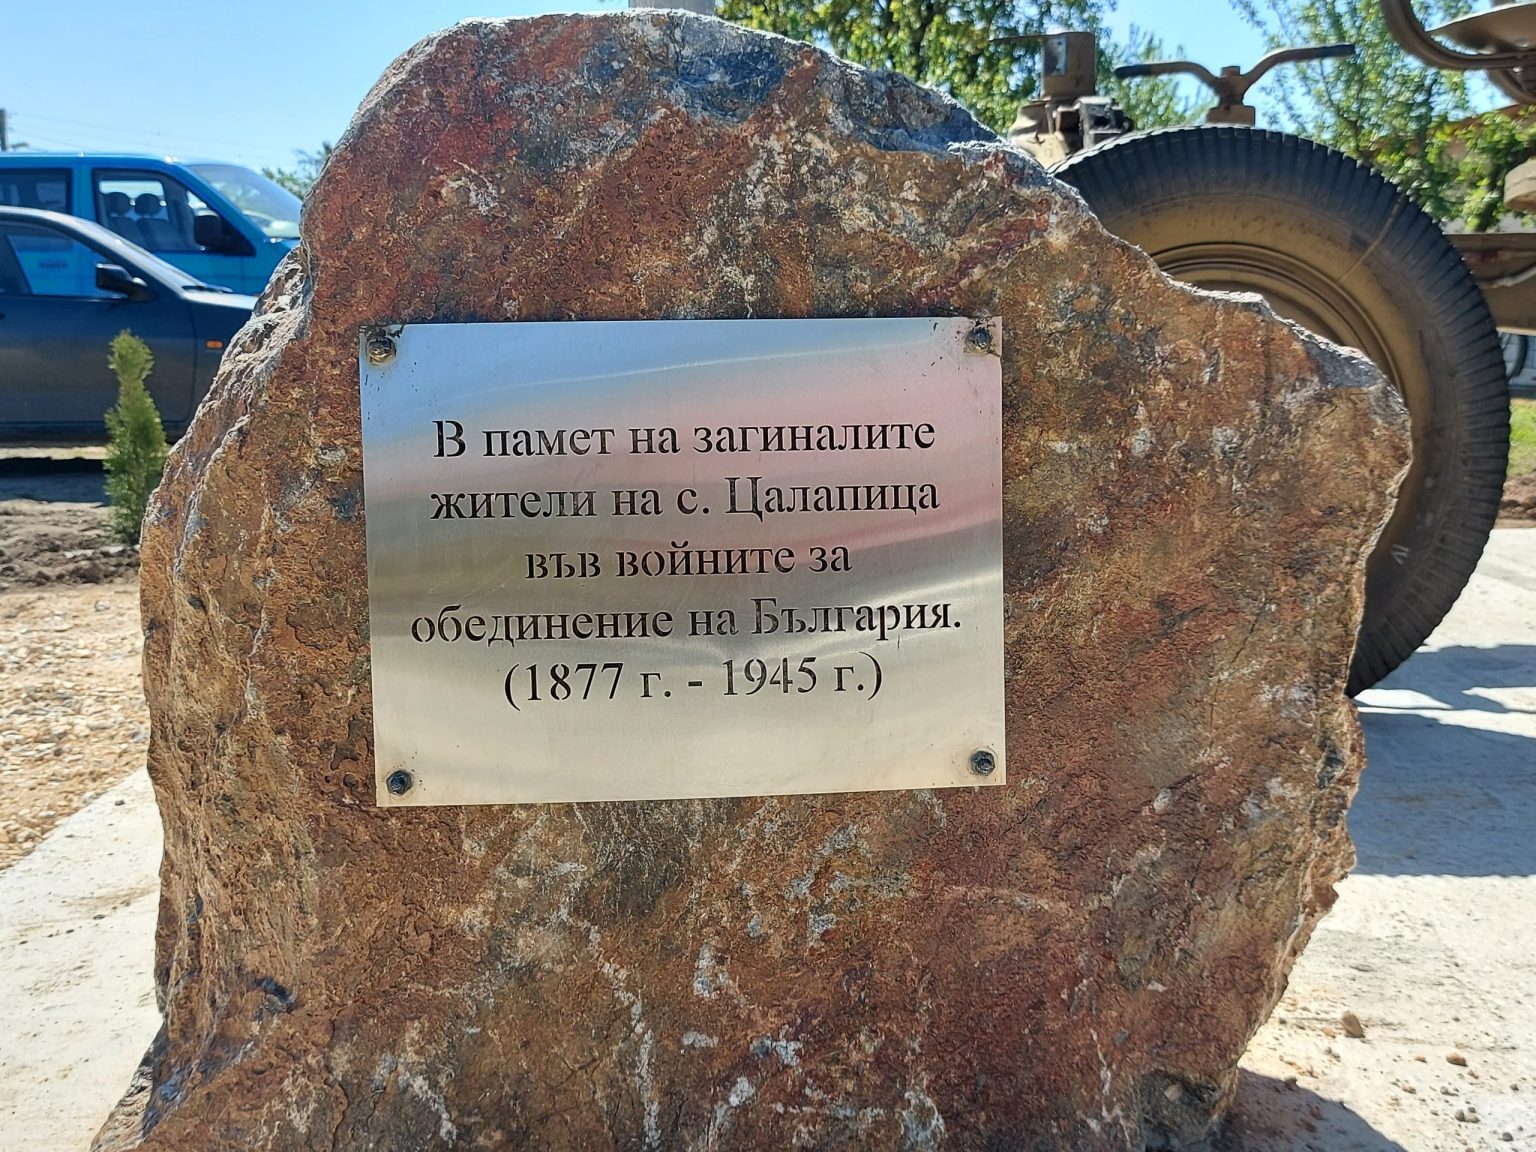 В памет на загиналите
жители на с. Цалапица
във войните за
обединение на България.
(1877 г. - 1945 г.)